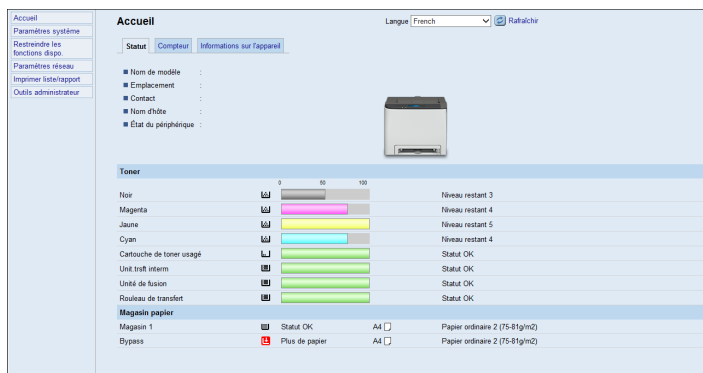 Accueil
Paramètres système
Restreindre les
fonctions dispo.
Paramètres réseau
Imprimer liste/rapport
Outils administrateur
Accueil
Langue French Rafraîchir
Statut Compteur Informations sur l'appareil
Nom de modèle :
Emplacement :
Contact :
Nom d'hôte :
État du périphérique :
Toner
0 50 100
Noir Niveau restant 3
Magenta Niveau restant 4
Jaune Niveau restant 5
Cyan Niveau restant 4
Cartouche de toner usagé Statut OK
Unit.trsft interm Statut OK
Unité de fusion Statut OK
Rouleau de transfert Statut OK
Magasin papier
Magasin 1 Statut OK A4 Papier ordinaire 2 (75-81g/m2)
Bypass Plus de papier A4 Papier ordinaire 2 (75-81g/m2)